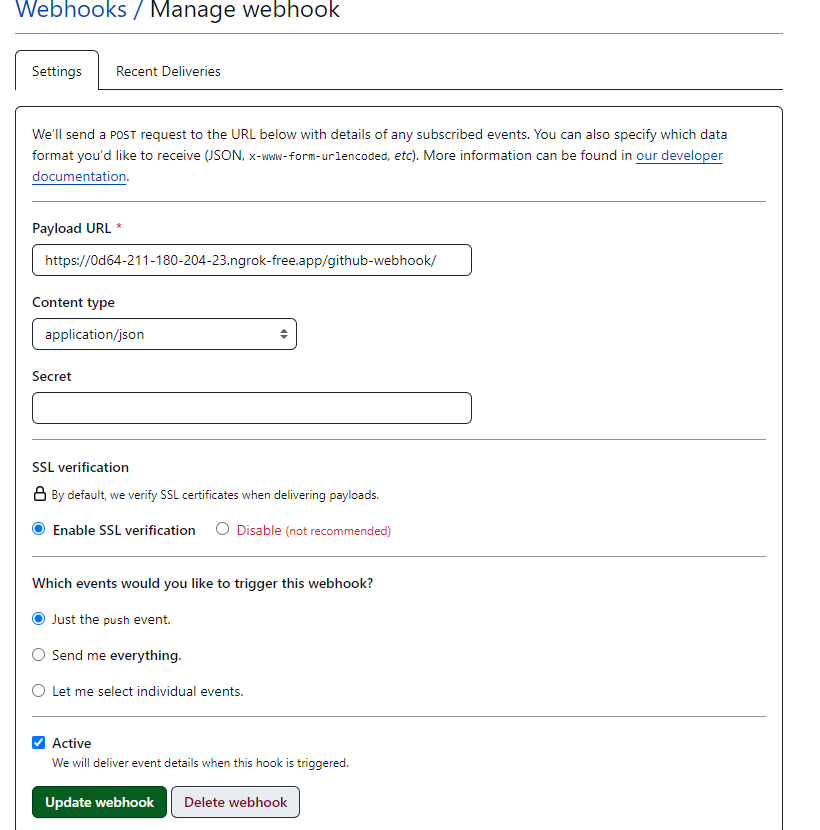 Webhooks / Manage webhook
Settings Recent Deliveries
We'll send a POST request to the URL below with details of any subscribed events. You can also specify which data
format you'd like to receive (JSON, x-www-form-urlencoded, etc). More information can be found in our developer
documentation.
Payload URL *
https://0d64-211-180-204-23.ngrok-free.app/github-webhook/
Content type
application/json
Secret
SSL verification
By default, we verify SSL certificates when delivering payloads.
Enable SSL verification Disable (not recommended)
Which events would you like to trigger this webhook?
Just the push event.
Send me everything.
Let me select individual events.
Active
We will deliver event details when this hook is triggered.
Update webhook Delete webhook